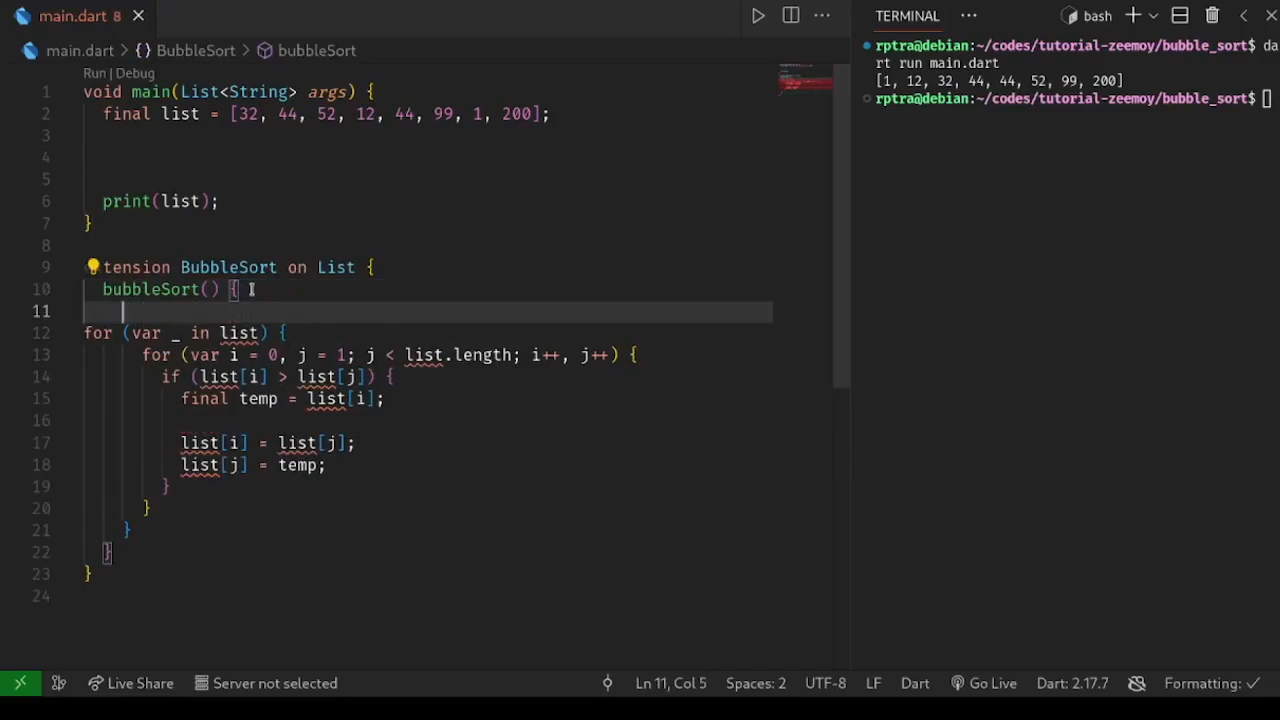 main.dart 8
main.dart > {} BubbleSort > bubbleSort
Run | Debug
1 void main(List<String> args) {
2 final list = [32, 44, 52, 12, 44, 99, 1, 200];
3
4
5
6 print(list);
7 }
8
9 tension BubbleSort on List {
10 bubbleSort() {
11
12 for (var _ in list) {
13 for (var i = 0, j = 1; j < list.length; i++, j++) {
14 if (list[i] > list[j]) {
15 final temp = list[i];
16
17 list[i] = list[j];
18 list[j] = temp;
19 }
20 }
21 }
22 }
23 }
24
TERMINAL ... bash
rptra@debian:~/codes/tutorial-zeemoy/bubble_sort$ da
rt run main.dart
[1, 12, 32, 44, 44, 52, 99, 200]
rptra@debian:~/codes/tutorial-zeemoy/bubble_sort$
Live Share Server not selected Ln 11, Col 5 Spaces: 2 UTF-8 LF Dart Go Live Dart: 2.17.7 Formatting: ✓